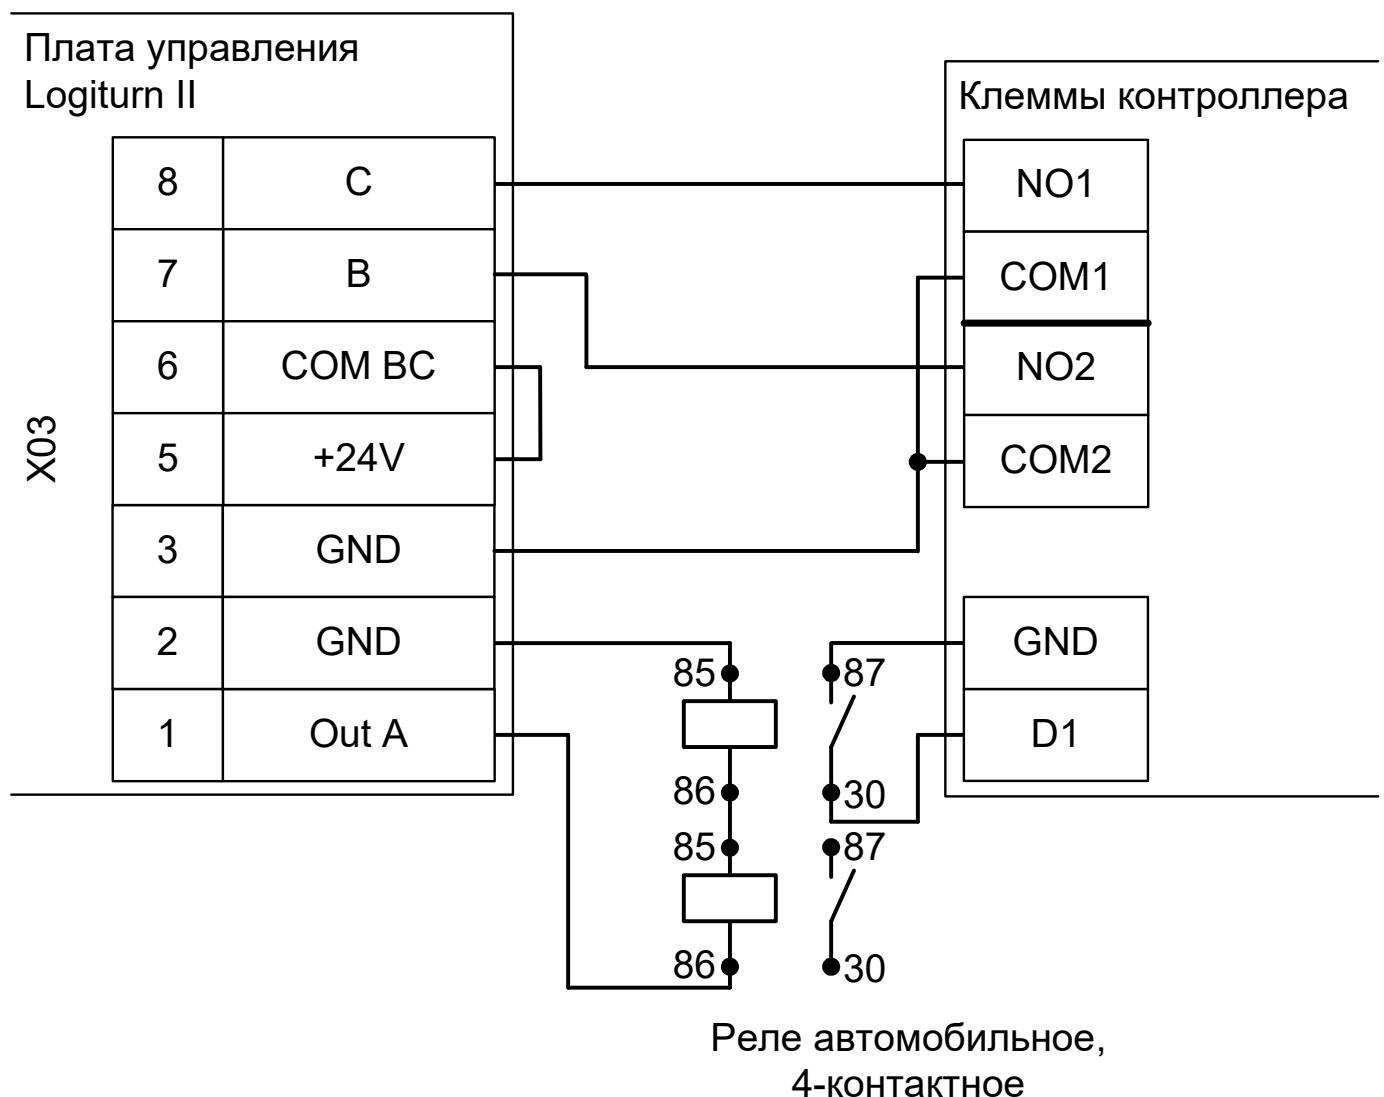 Плата управления
Logiturn II
X03
8 C
7 B
6 COM BC
5 +24V
3 GND
2 GND
1 Out A
Клеммы контроллера
NO1
COM1
NO2
COM2
GND
D1
85
86
85
86
87
30
87
30
Реле автомобильное,
4-контактное